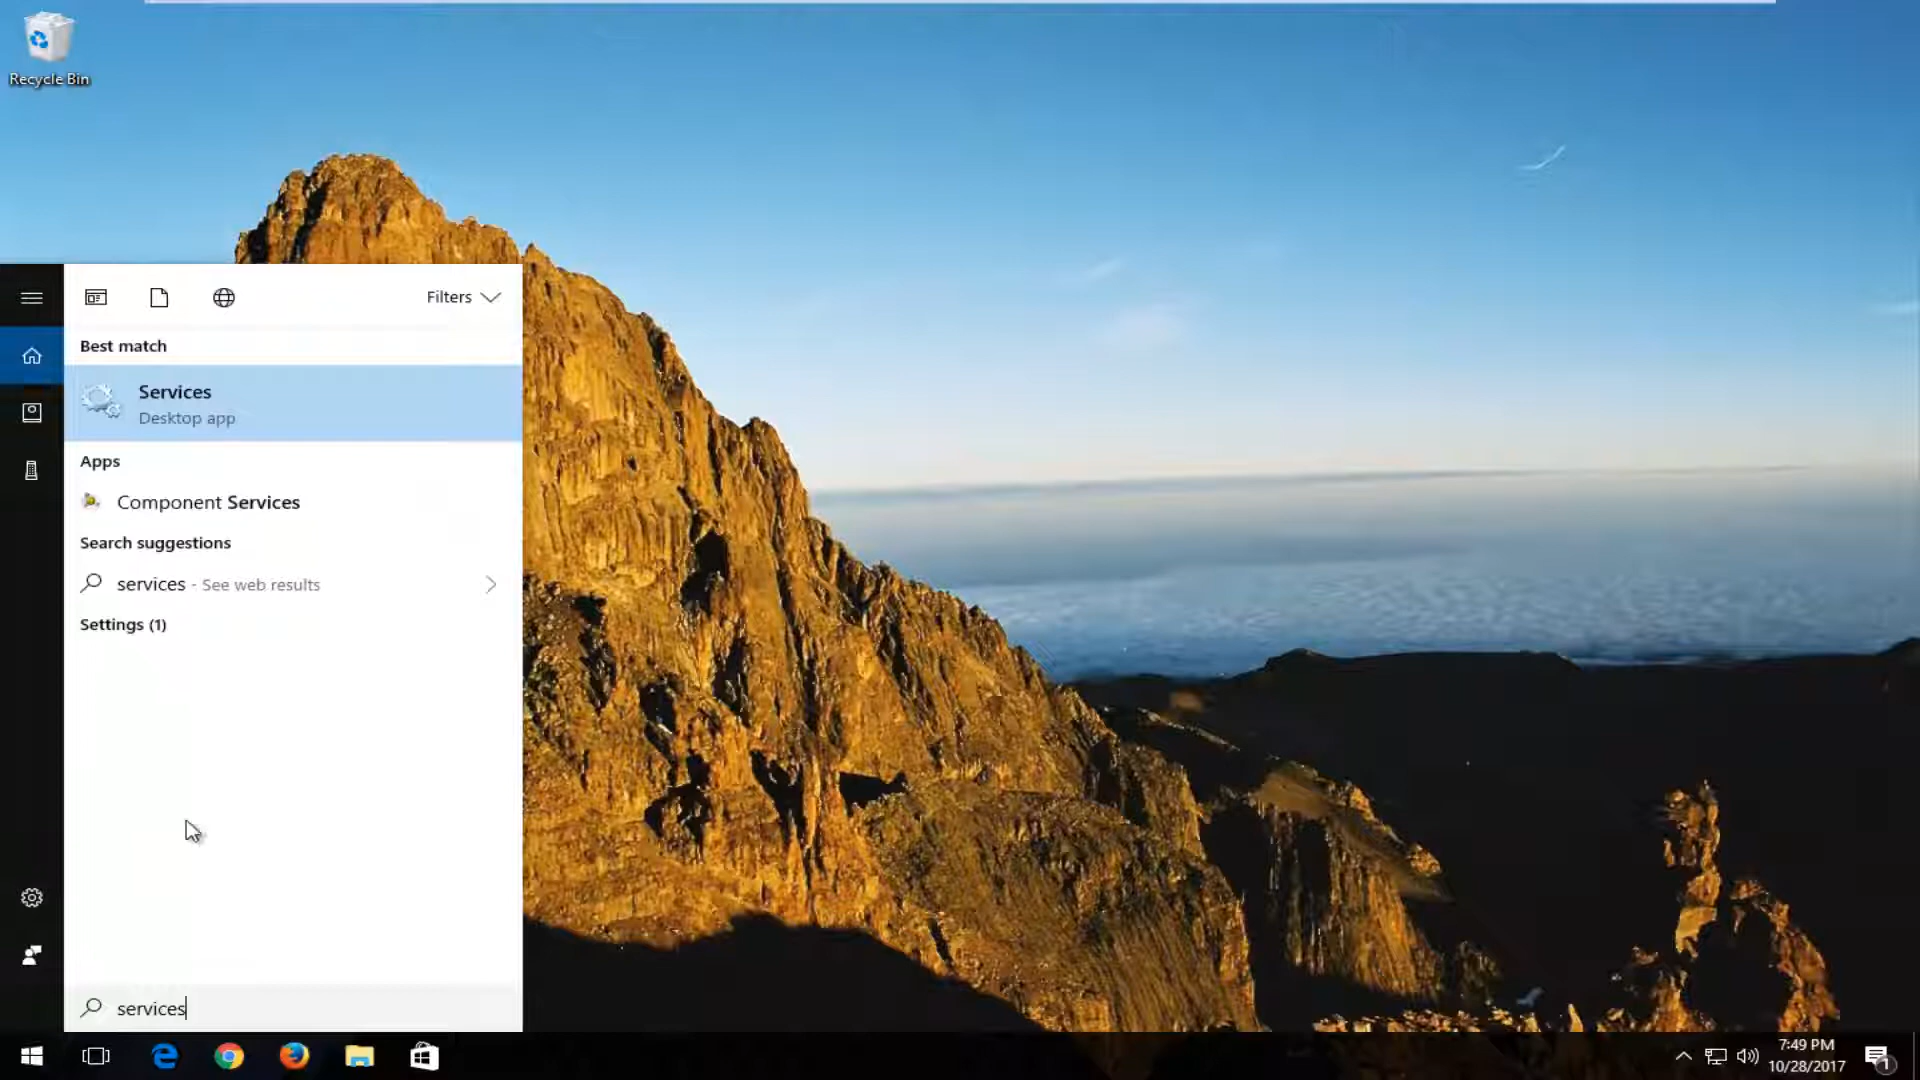 Recycle Bin
Filters
Best match
Services
Desktop app
Apps
Component Services
Search suggestions
services - See web results
Settings (1)
services
7:49 PM
10/28/2017
1